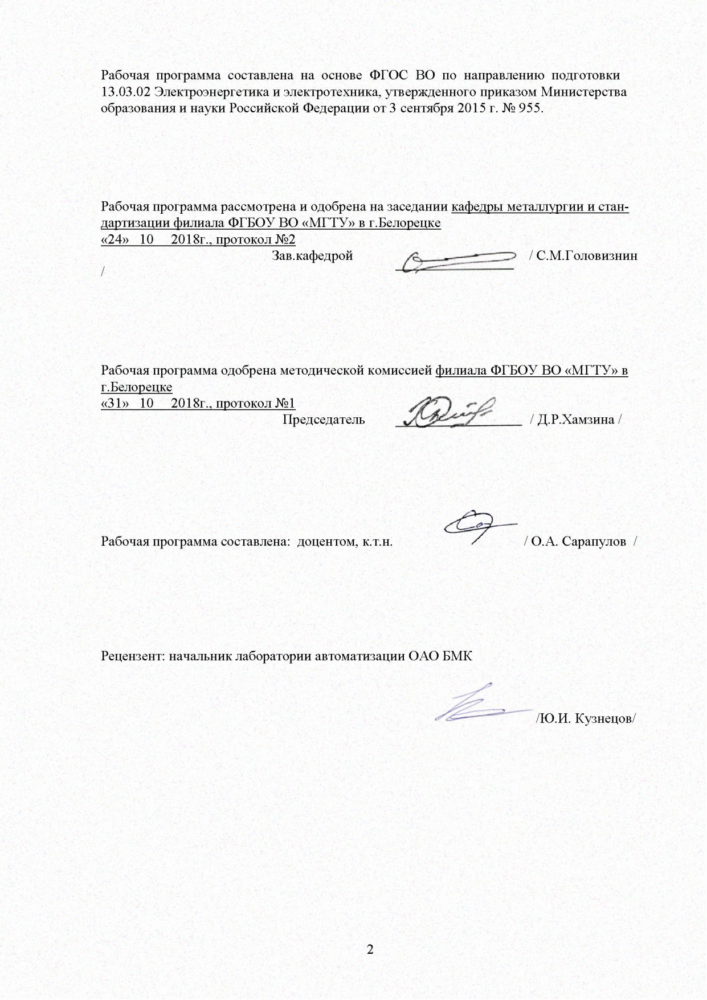 Рабочая программа составлена на основе ФГОС ВО по направлению подготовки
13.03.02 Электроэнергетика и электротехника, утвержденного приказом Министерства
образования и науки Российской Федерации от 3 сентября 2015 г. № 955.
Рабочая программа рассмотрена и одобрена на заседании кафедры металлургии и стан-
дартизации филиала ФГБОУ ВО «МГТУ» в г.Белорецке
«24» 10 2018г., протокол №2
Зав.кафедрой / С.М.Головизнин
/
Рабочая программа одобрена методической комиссией филиала ФГБОУ ВО «МГТУ» в
г.Белорецке
«31» 10 2018г., протокол №1
Председатель / Д.Р.Хамзина /
Рабочая программа составлена: доцентом, к.т.н. / О.А. Сарапулов /
Рецензент: начальник лаборатории автоматизации ОАО БМК
/Ю.И. Кузнецов/
2